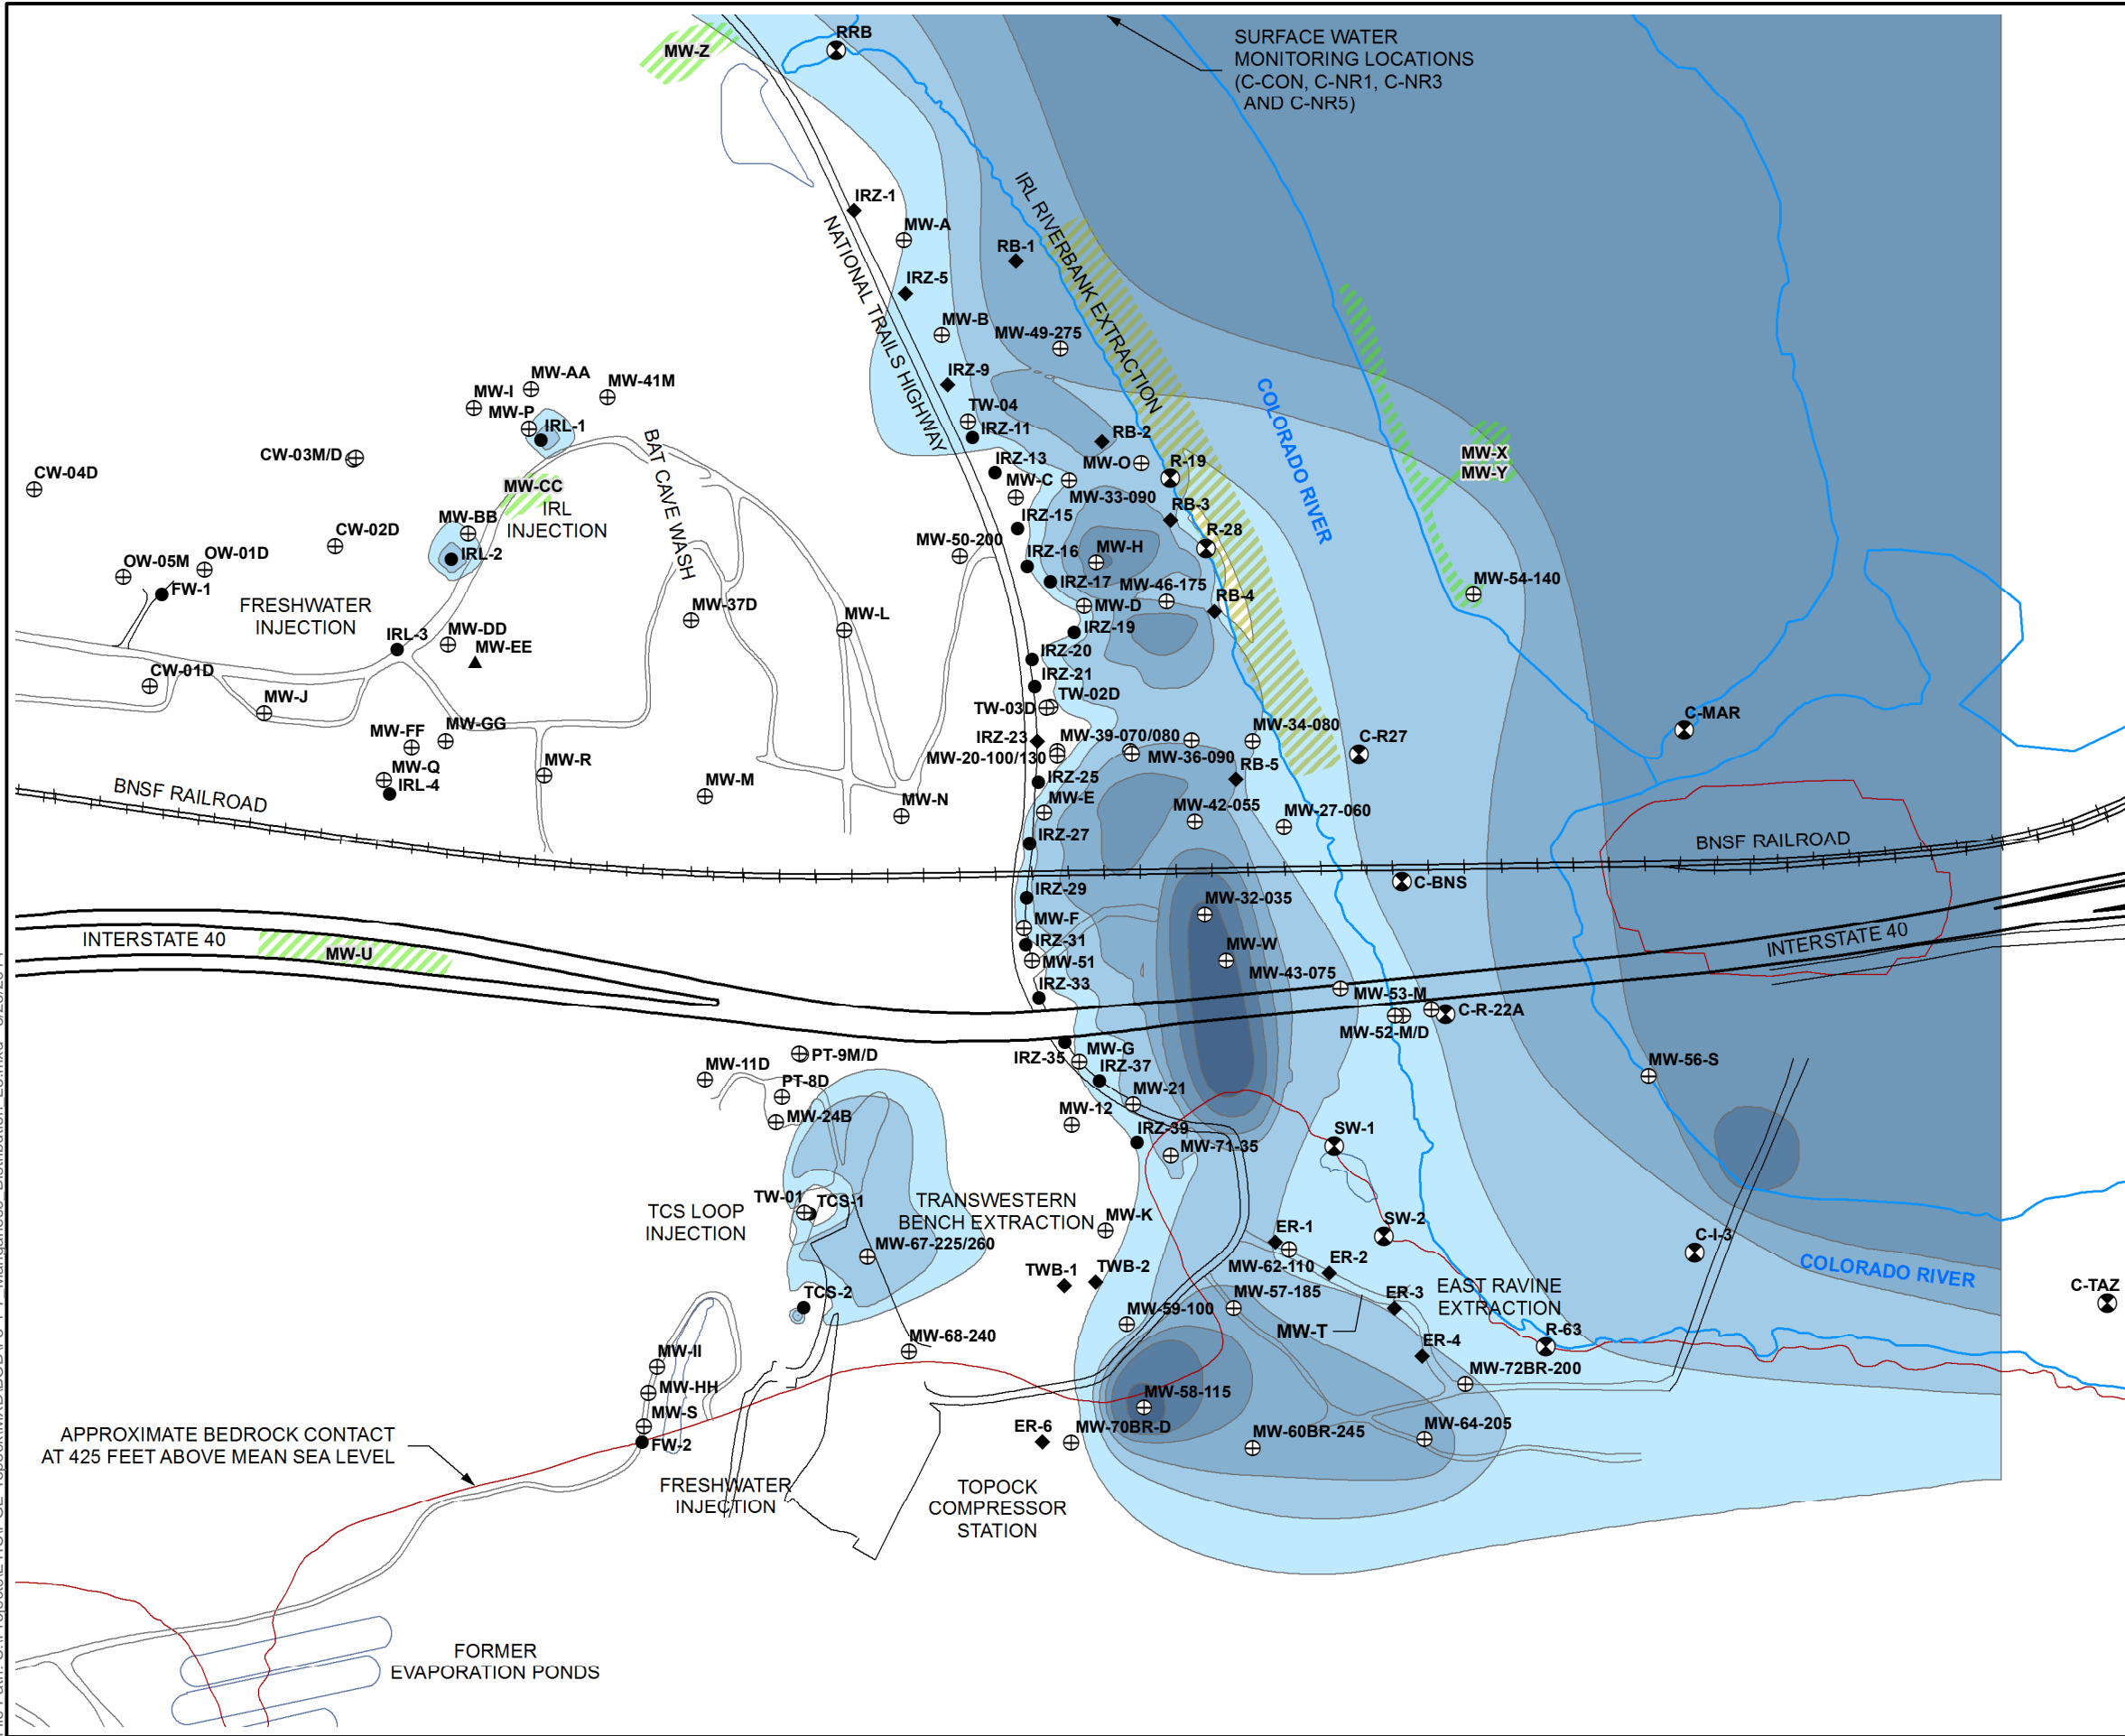 RRB
MW-Z
SURFACE WATER
MONITORING LOCATIONS
(C-CON, C-NR1, C-NR3
AND C-NR5)
IRZ-1
MW-A
RB-1
IRL RIVERBANK EXTRACTION
NATIONAL TRAILS HIGHWAY
IRZ-5
MW-B
MW-49-275
IRZ-9
MW-AA
MW-41M
MW-I
MW-P
IRL-1
TW-04
IRZ-11
RB-2
COLORADO RIVER
BAT CAVE WASH
CW-03M/D
CW-04D
IRZ-13
MW-O
R-19
MW-X
MW-Y
MW-C
MW-33-090
MW-CC
IRL
INJECTION
MW-BB
IRZ-15
RB-3
R-28
CW-02D
MW-50-200
IRZ-16
MW-H
IRL-2
OW-05M
OW-01D
FW-1
IRZ-17
MW-46-175
MW-54-140
FRESHWATER
INJECTION
MW-37D
MW-L
MW-D
RB-4
IRZ-19
IRL-3
MW-DD
MW-EE
IRZ-20
CW-01D
IRZ-21
MW-J
TW-02D
TW-03D
C-MAR
MW-FF
MW-GG
IRZ-23
MW-39-070/080
MW-34-080
C-R27
MW-20-100/130
MW-36-090
MW-Q
IRL-4
MW-R
MW-M
IRZ-25
RB-5
BNSF RAILROAD
MW-N
MW-E
MW-42-055
MW-27-060
IRZ-27
BNSF RAILROAD
C-BNS
IRZ-29
MW-32-035
MW-F
INTERSTATE 40
MW-U
IRZ-31
MW-W
INTERSTATE 40
MW-51
MW-43-075
IRZ-33
MW-53-M
C-R-22A
MW-52-M/D
PT-9M/D
MW-11D
IRZ-35
MW-G
IRZ-37
MW-56-S
PT-8D
MW-21
MW-24B
MW-12
IRZ-39
MW-71-35
SW-1
TW-01
TCS-1
TCS LOOP
INJECTION
TRANSWESTERN
BENCH EXTRACTION
MW-K
ER-1
SW-2
C-I-3
MW-67-225/260
MW-62-110
ER-2
COLORADO RIVER
TWB-1
TWB-2
MW-57-185
ER-3
EAST RAVINE
EXTRACTION
C-TAZ
TCS-2
MW-59-100
MW-T
MW-68-240
ER-4
R-63
MW-II
MW-72BR-200
MW-HH
MW-58-115
MW-S
FW-2
ER-6
MW-70BR-D
MW-60BR-245
MW-64-205
APPROXIMATE BEDROCK CONTACT
AT 425 FEET ABOVE MEAN SEA LEVEL
FRESHWATER
INJECTION
TOPOCK
COMPRESSOR
STATION
FORMER
EVAPORATION PONDS